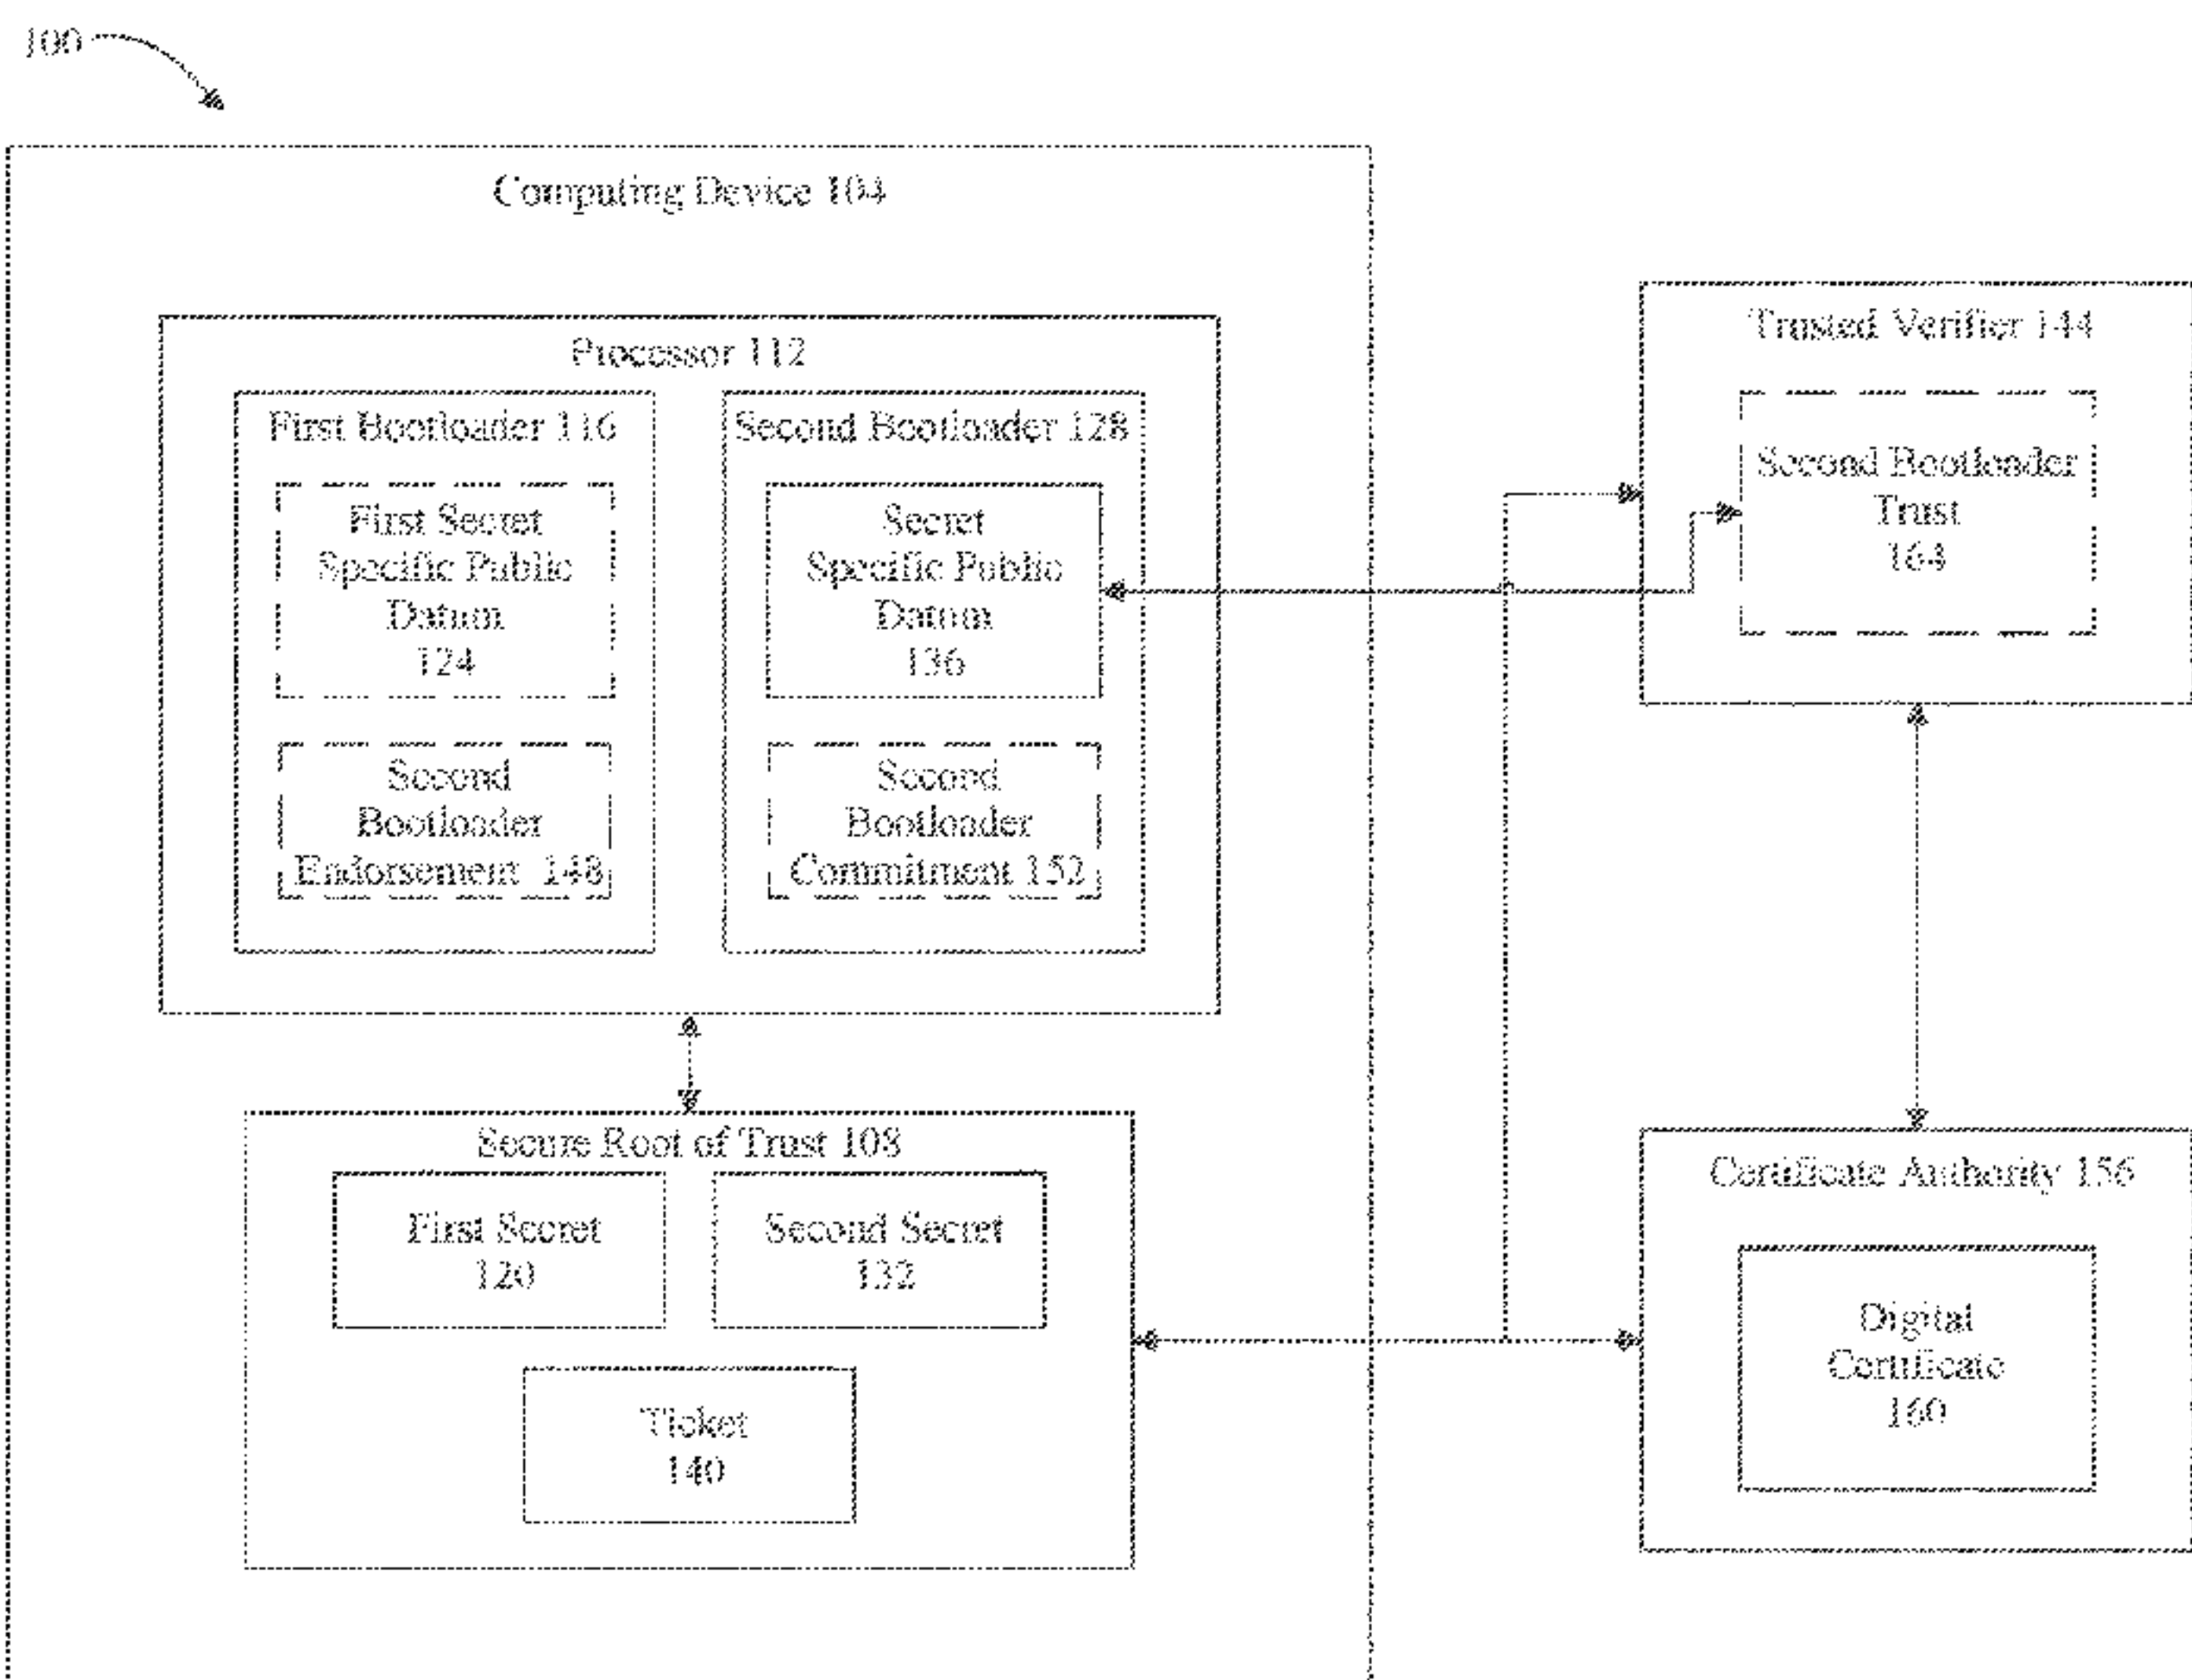 100
Computing Device 104
Processor 112
First Bootloader 116
First Secret
Specific Public
Datum
124
Second
Bootloader
Endorsement 148
Second Bootloader 128
Secret
Specific Public
Datum
136
Second
Bootloader
Commitment 152
Secure Root of Trust 108
First Secret
120
Second Secret
132
Ticket
140
Trusted Verifier 144
Second Bootloader
Trust
164
Certificate Authority 156
Digital
Certificate
160